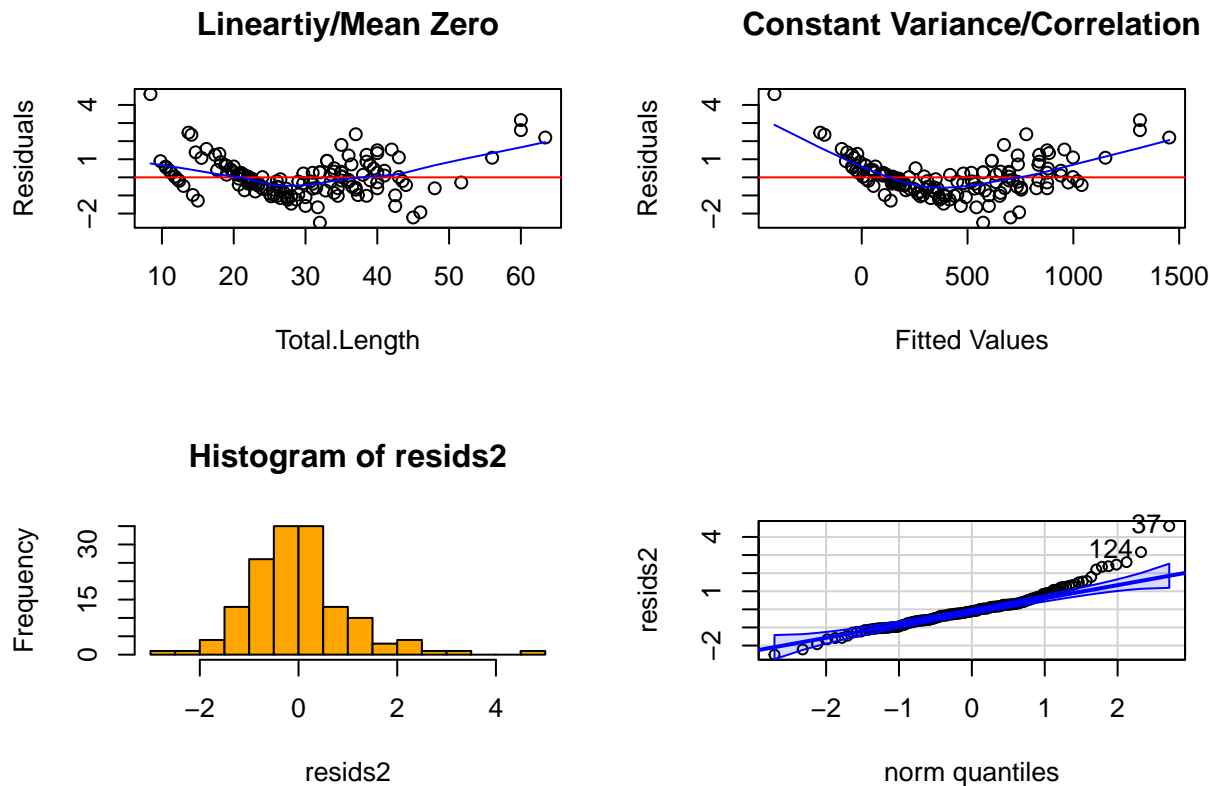 Lineartiy/Mean Zero
Residuals
4
1
−2
10 20 30 40 50 60
Total.Length
Constant Variance/Correlation
Residuals
4
1
−2
0 500 1000 1500
Fitted Values
Histogram of resids2
Frequency
30
15
0
−2 0 2 4
resids2
resids2
4
1
−2
37
124
−2 −1 0 1 2
norm quantiles